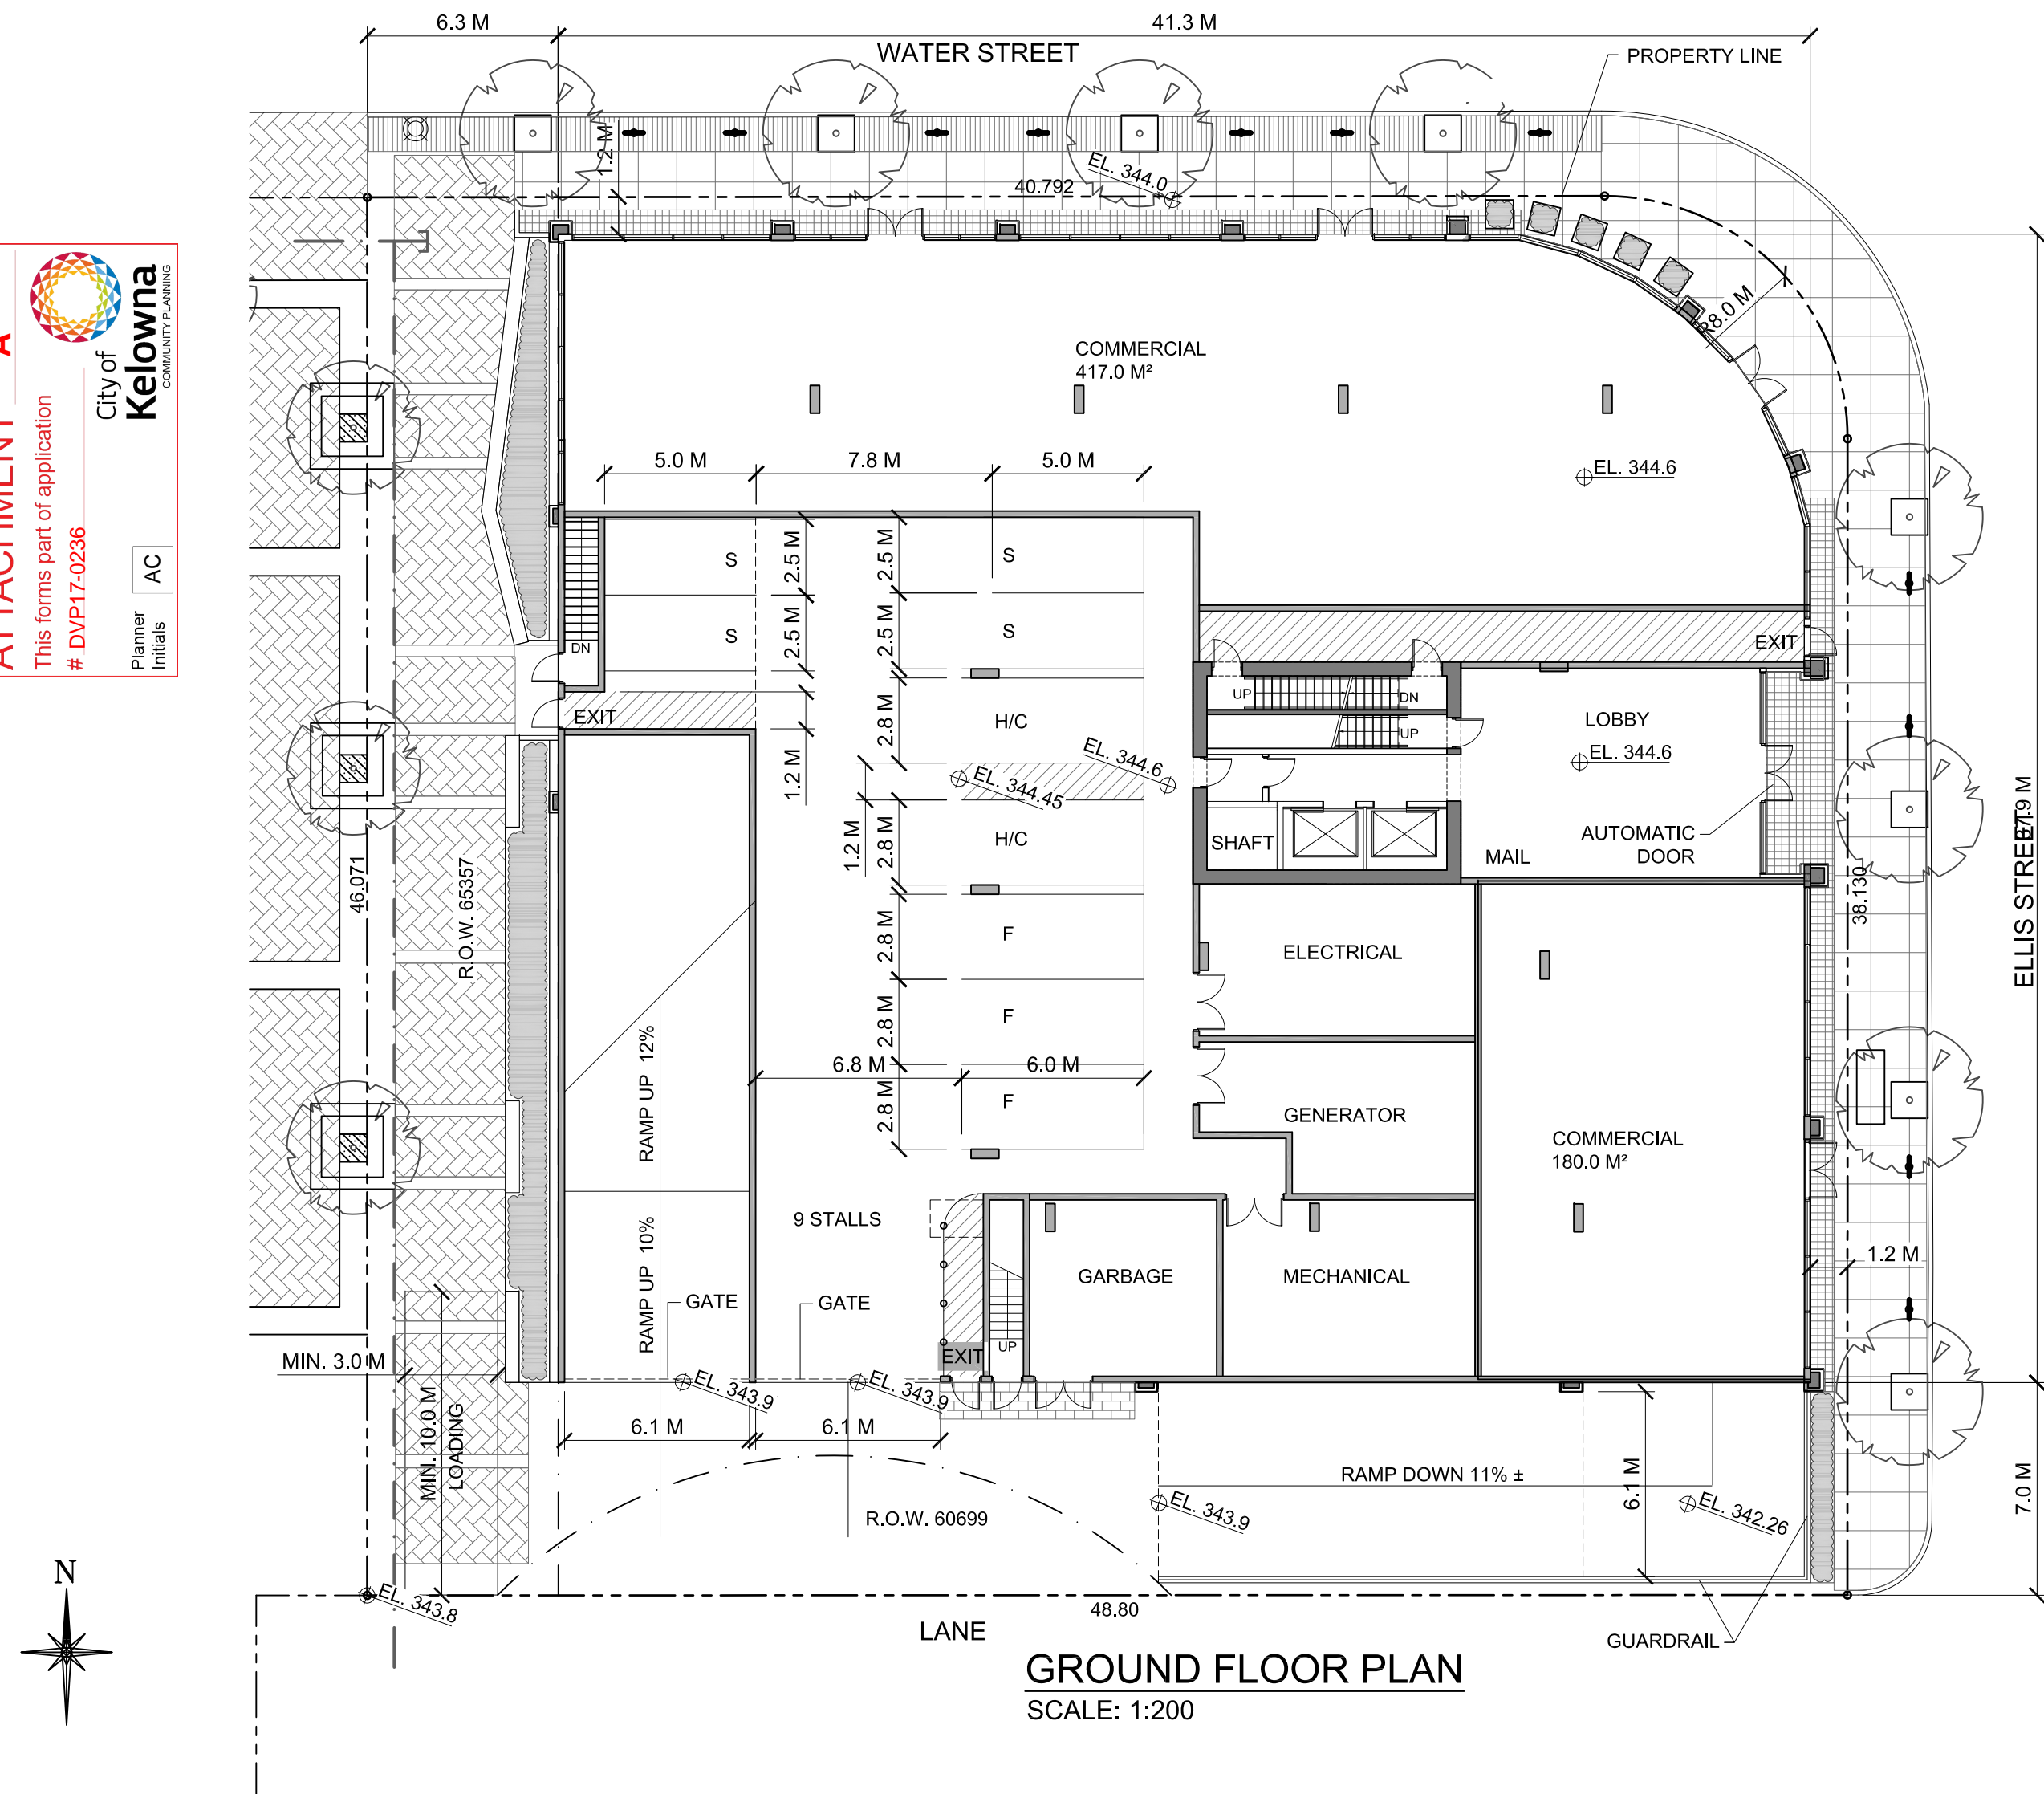 6.3 M
41.3 M
WATER STREET
PROPERTY LINE
1.2 M
EL. 344.0
40.792
R8.0 M
ATTACHMENT A
This forms part of application
# DVP17-0236
City of
Kelowna
COMMUNITY PLANNING
Planner
Initials
AC
COMMERCIAL
417.0 M²
5.0 M
7.8 M
5.0 M
EL. 344.6
S
2.5 M
2.5 M
S
S
2.5 M
2.5 M
S
DN
EXIT
EXIT
UP
DN
UP
LOBBY
EL. 344.6
2.8 M
H/C
1.2 M
EL. 344.6
EL. 344.45
1.2 M
2.8 M
H/C
SHAFT
MAIL
AUTOMATIC
DOOR
46.071
R.O.W. 65357
38.130
ELLIS STREET
2.8 M
F
ELECTRICAL
2.8 M
F
RAMP UP 12%
6.8 M
6.0 M
2.8 M
F
GENERATOR
COMMERCIAL
180.0 M²
9 STALLS
RAMP UP 10%
GARBAGE
MECHANICAL
1.2 M
GATE
GATE
EXIT
UP
MIN. 3.0 M
MIN. 10.0 M
LOADING
EL. 343.9
EL. 343.9
6.1 M
6.1 M
RAMP DOWN 11% ±
6.1 M
7.0 M
R.O.W. 60699
EL. 343.9
EL. 342.26
N
EL. 343.8
48.80
LANE
GUARDRAIL
GROUND FLOOR PLAN
SCALE: 1:200